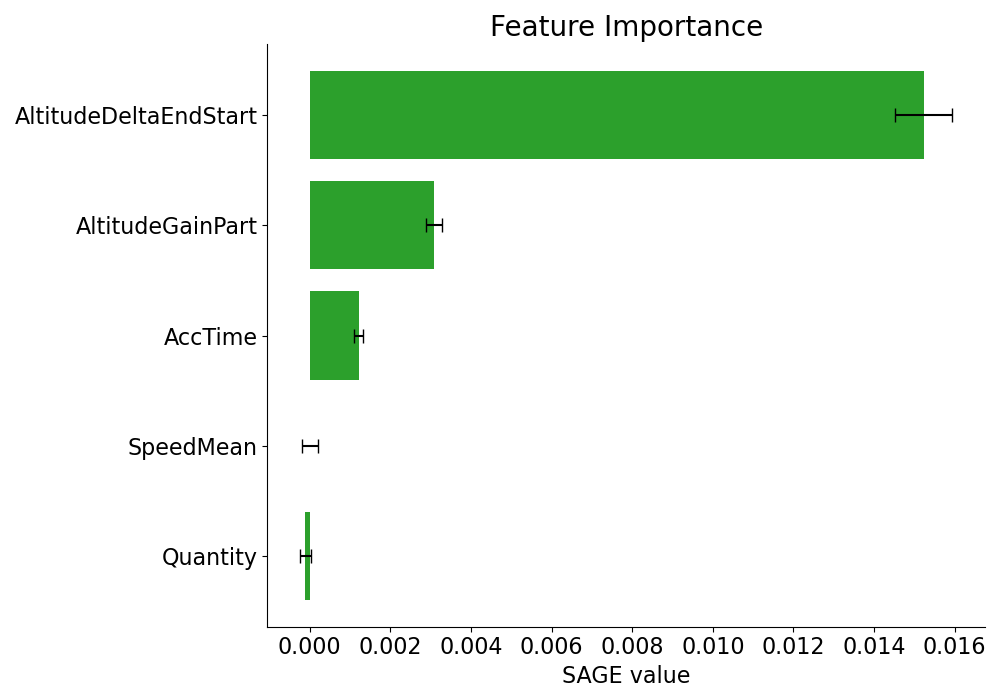 Feature Importance
AltitudeDeltaEndStart
AltitudeGainPart
AccTime
SpeedMean
Quantity
0.000 0.002 0.004 0.006 0.008 0.010 0.012 0.014 0.016
SAGE value